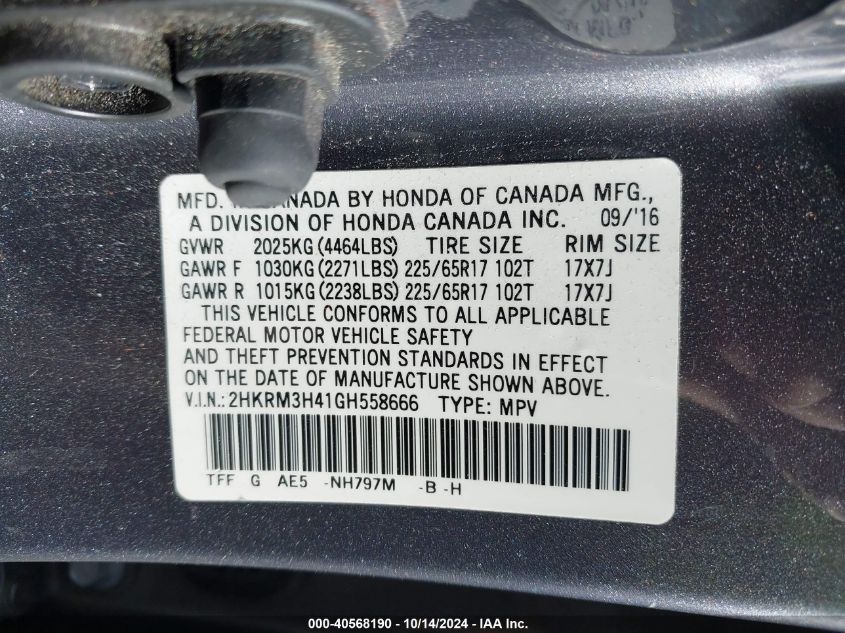 MFD. CANADA BY HONDA OF CANADA MFG.,
A DIVISION OF HONDA CANADA INC. 09/'16
GVWR 2025KG (4464LBS) TIRE SIZE RIM SIZE
GAWR F 1030KG (2271LBS) 225/65R17 102T 17X7J
GAWR R 1015KG (2238LBS) 225/65R17 102T 17X7J
THIS VEHICLE CONFORMS TO ALL APPLICABLE
FEDERAL MOTOR VEHICLE SAFETY
AND THEFT PREVENTION STANDARDS IN EFFECT
ON THE DATE OF MANUFACTURE SHOWN ABOVE.
V.I.N.: 2HKRM3H41GH558666 TYPE: MPV
TFF G AE5 -NH797M -B -H
000-40568190 - 10/14/2024 - IAA Inc.